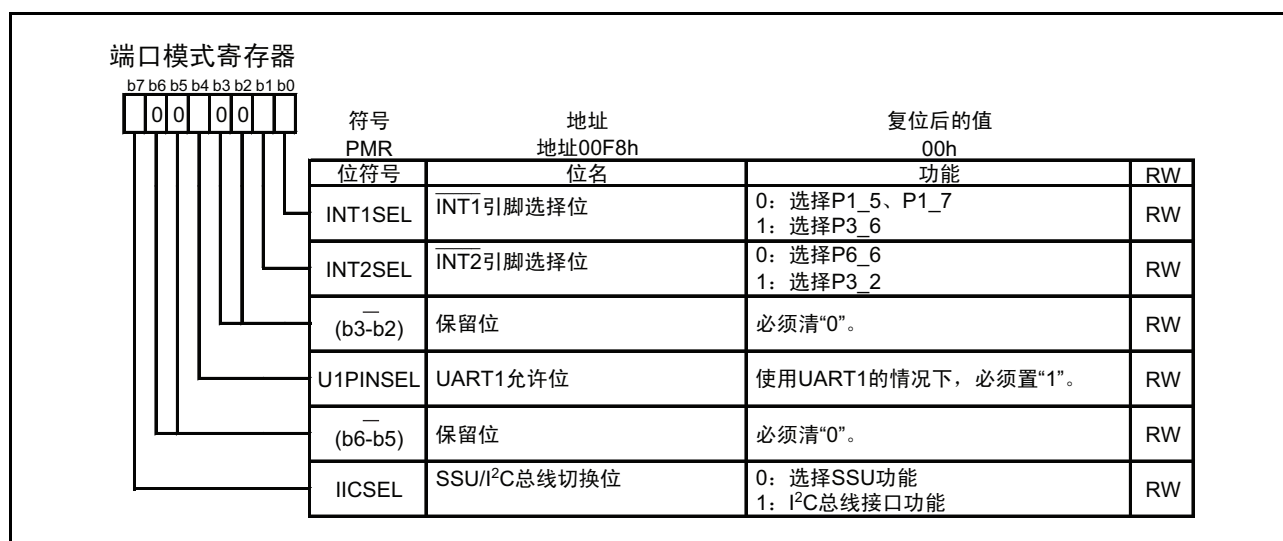 端口模式寄存器
b7 b6 b5 b4 b3 b2 b1 b0
0 0 0 0
符号 地址 复位后的值
PMR 地址00F8h 00h
位符号 位名 功能 RW
INT1SEL INT1引脚选择位 0：选择P1_5、P1_7 RW
1：选择P3_6
INT2SEL INT2引脚选择位 0：选择P6_6 RW
1：选择P3_2
—
(b3-b2) 保留位 必须清“0”。 RW
U1PINSEL UART1允许位 使用UART1的情况下，必须置“1”。 RW
—
(b6-b5) 保留位 必须清“0”。 RW
IICSEL SSU/I²C总线切换位 0：选择SSU功能 RW
1：I²C总线接口功能